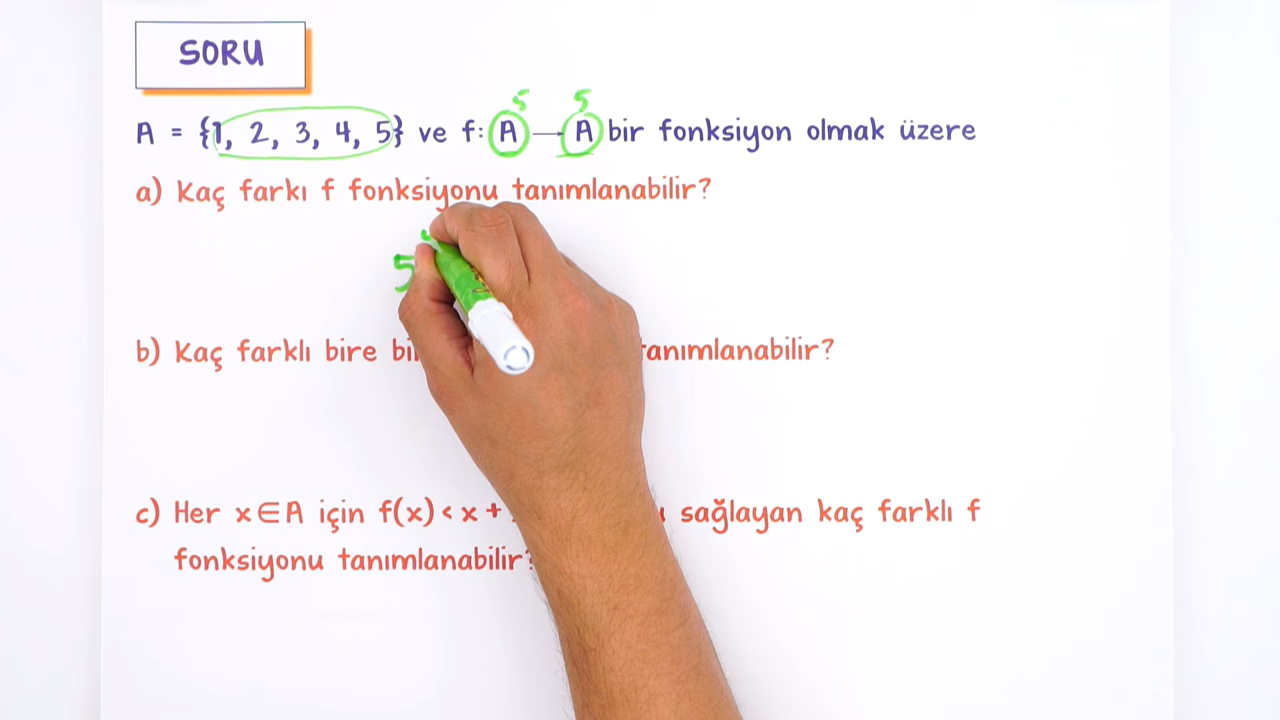 SORU
5 5
A = {1, 2, 3, 4, 5} ve f: A → A bir fonksiyon olmak üzere
a) Kaç farkı f fonksiyonu tanımlanabilir?
5
b) Kaç farklı bire tanımlanabilir?
c) Her x ∈ A için f(x) < x + sağlayan kaç farklı f
fonksiyonu tanımlanabilir?